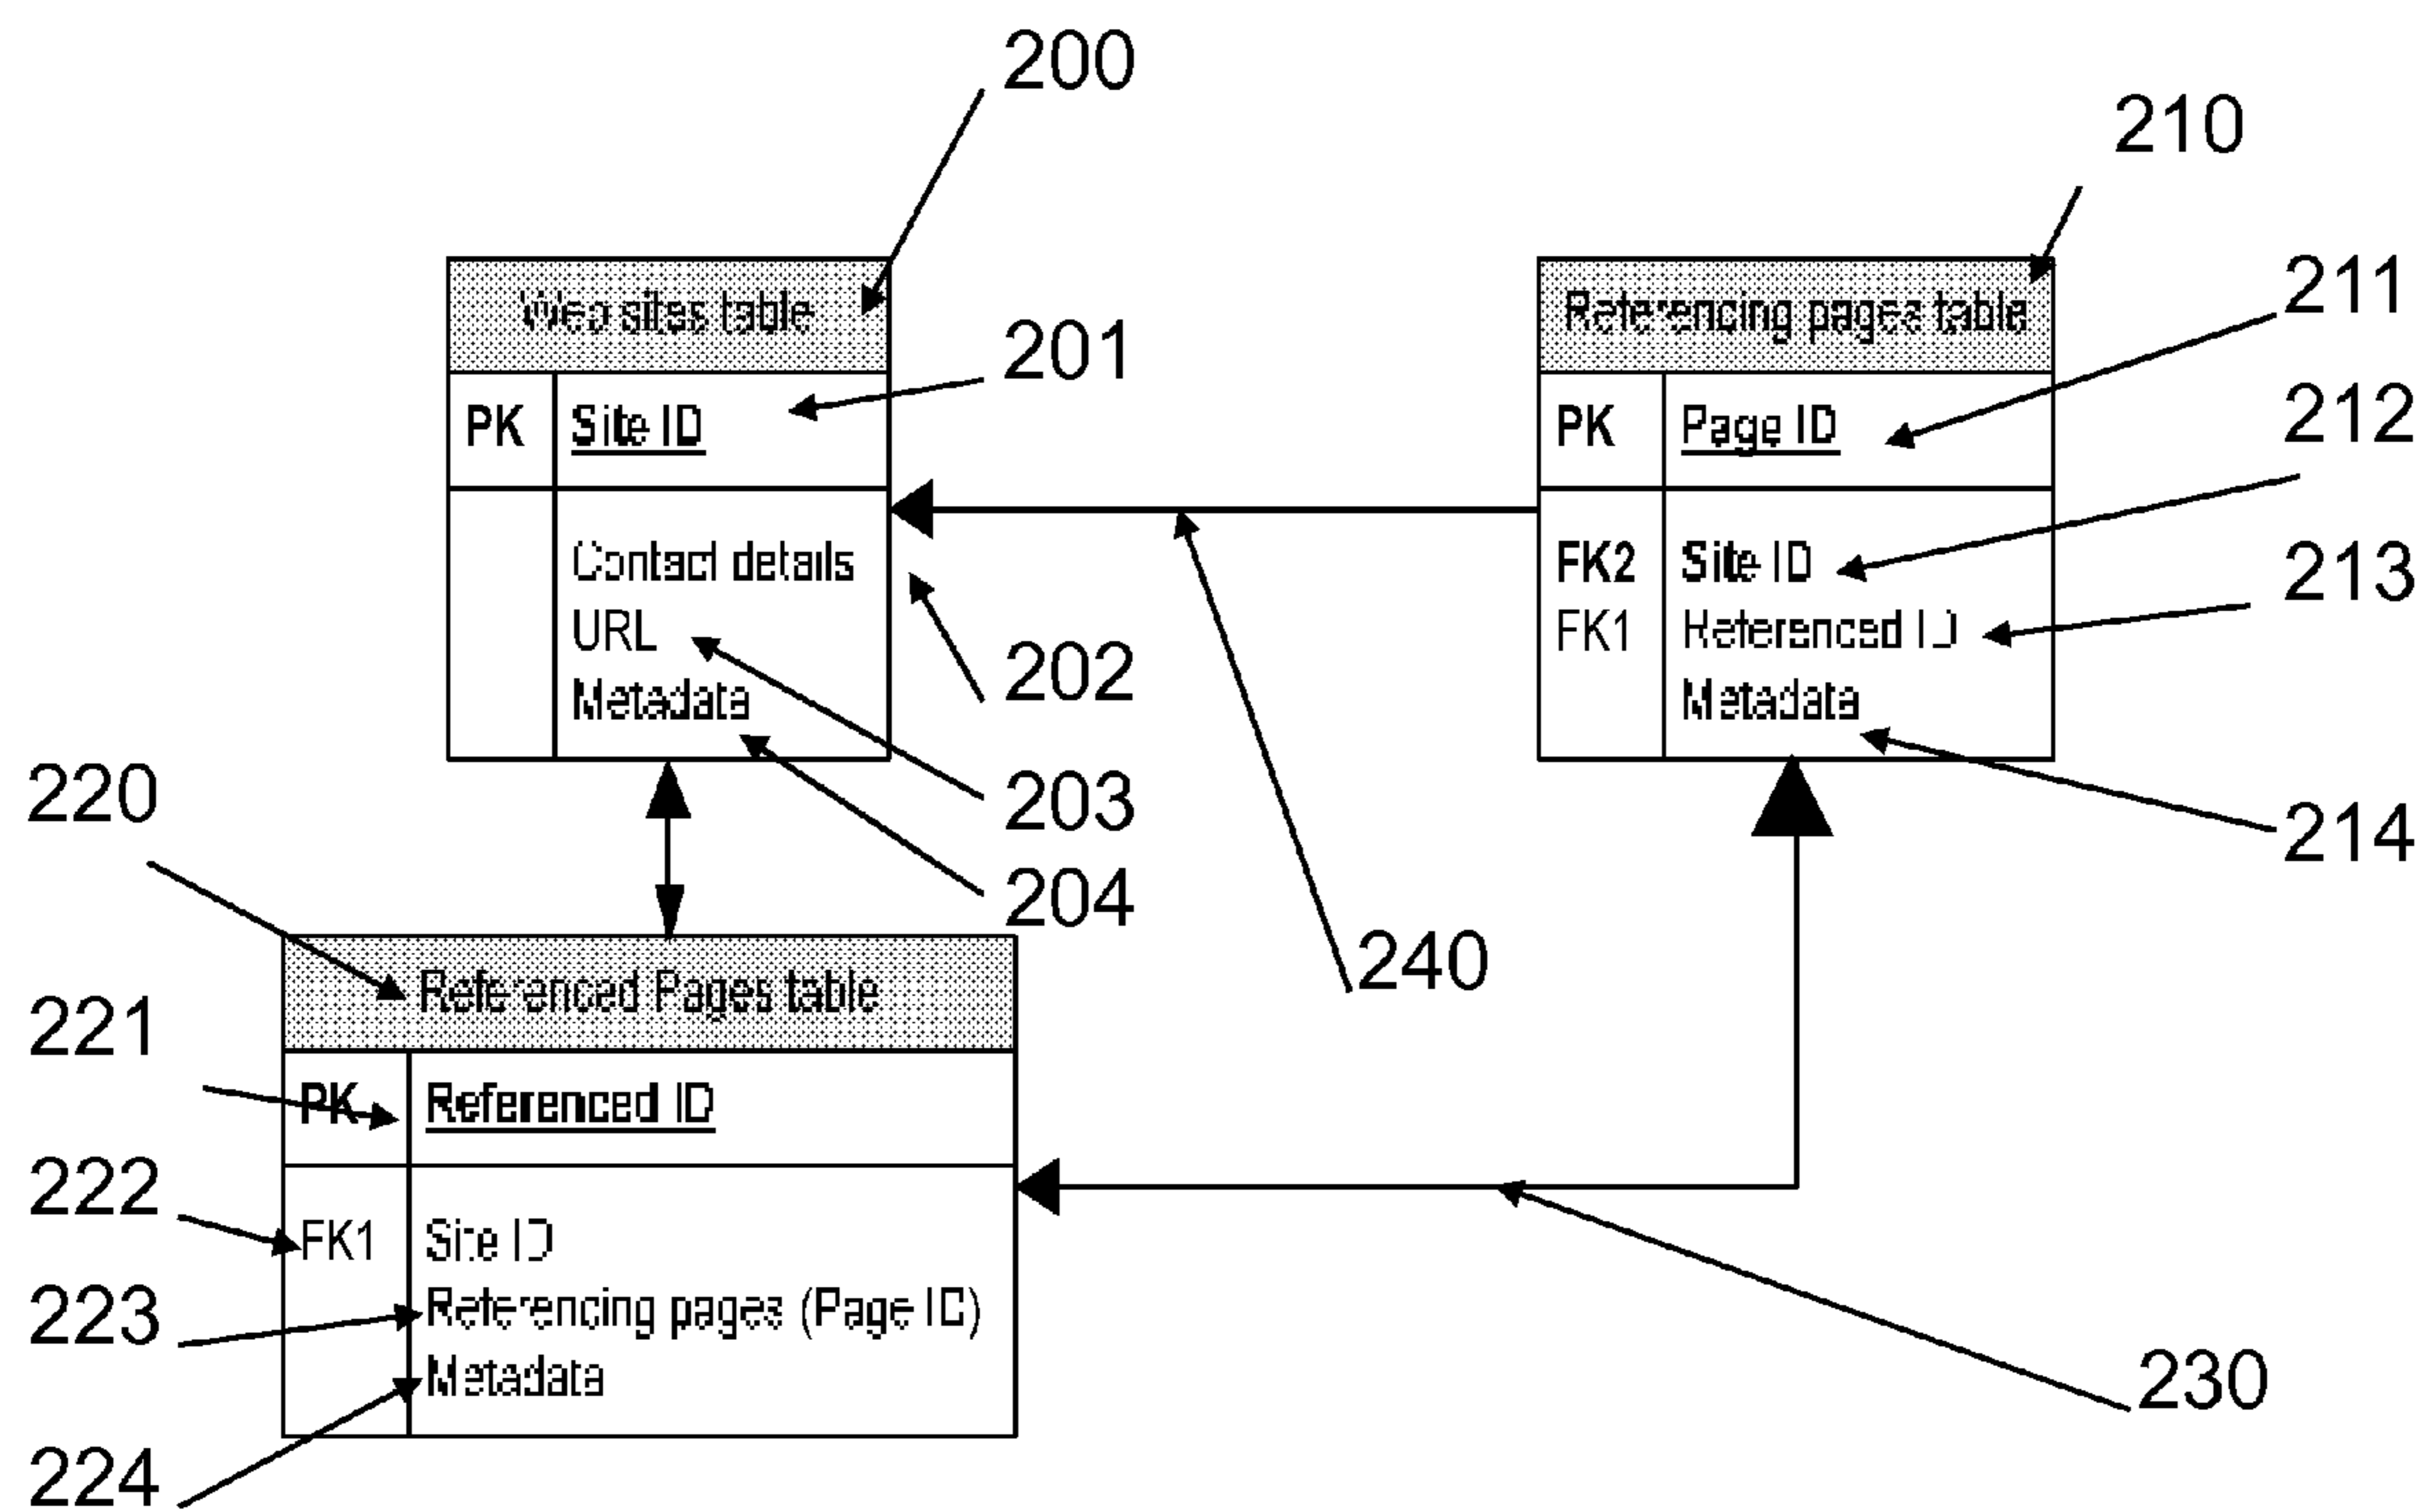 200
210
Web sites table
Referencing pages table
211
201
PK Site ID
PK Page ID
212
Contact details
FK2 Site ID
213
URL
FK1 Referenced ID
202
Metadata
Metadata
220
203
214
204
240
Referenced Pages table
221
PK Referenced ID
222
FK1 Site ID
223
Referencing pages (Page ID)
Metadata
230
224